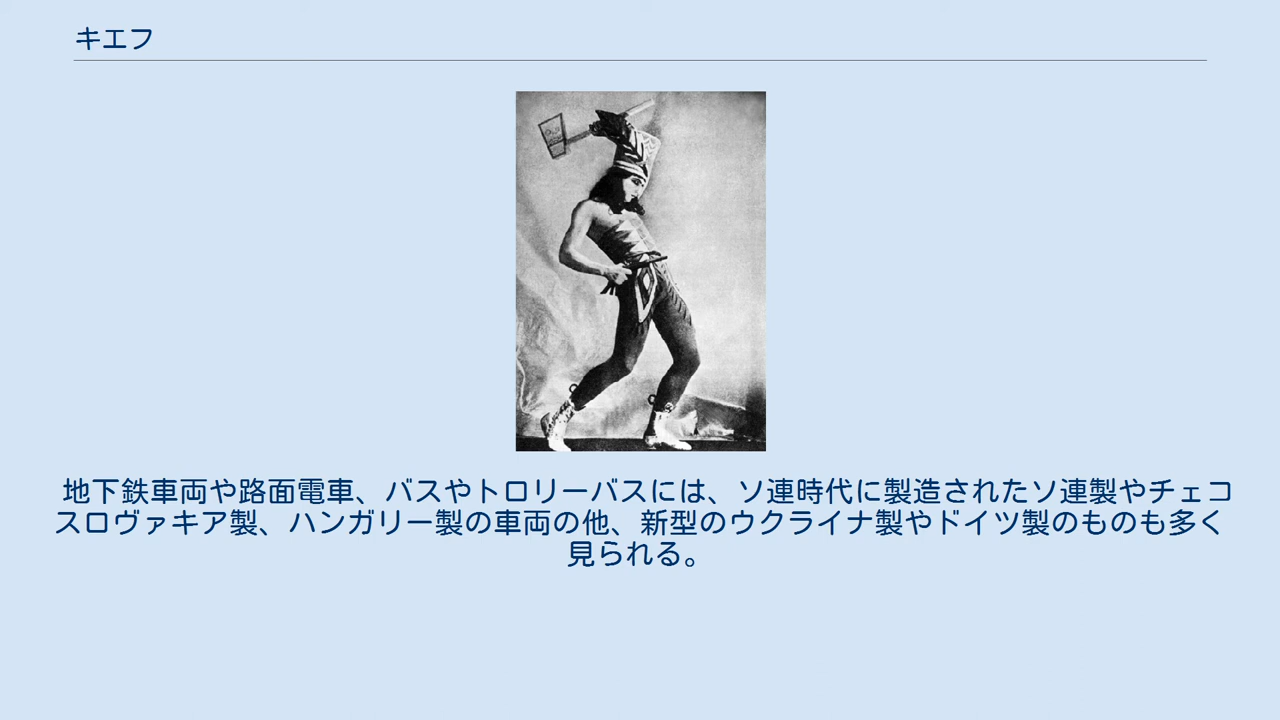 キエフ
地下鉄車両や路面電車、バスやトロリーバスには、ソ連時代に製造されたソ連製やチェコ
スロヴァキア製、ハンガリー製の車両の他、新型のウクライナ製やドイツ製のものも多く
見られる。